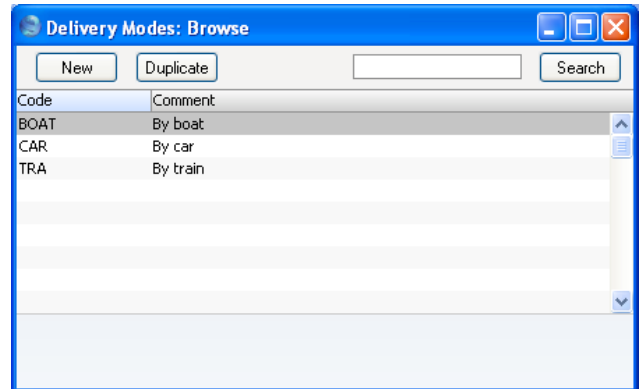 Delivery Modes: Browse
New Duplicate Search
Code Comment
BOAT By boat
CAR By car
TRA By train